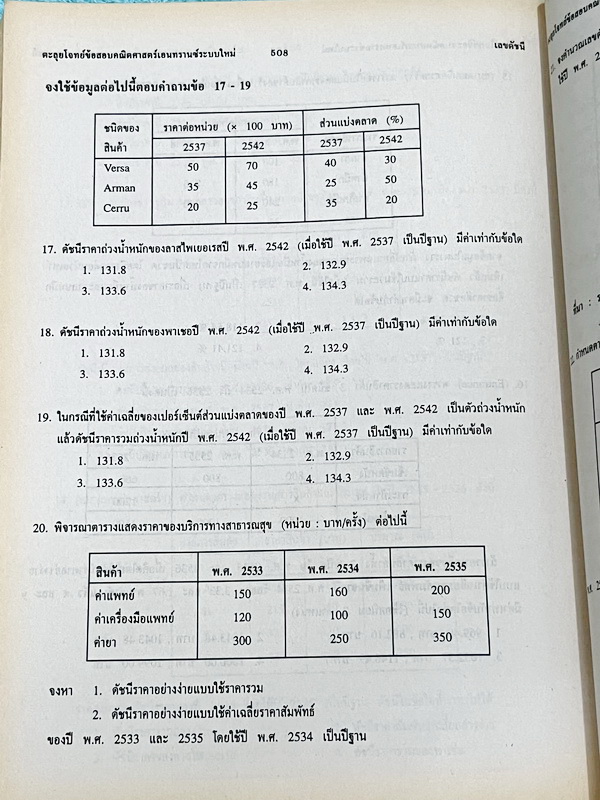 ตะลุยโจทย์ข้อสอบคณิตศาสตร์เอนทรานซ์ระบบใหม่ 508 เลขดัชนี
จงใช้ข้อมูลต่อไปนี้ตอบคำถามข้อ 17 - 19
ชนิดของ ราคาต่อหน่วย (× 100 บาท) ส่วนแบ่งตลาด (%)
สินค้า 2537 2542 2537 2542
Versa 50 70 40 30
Arman 35 45 25 50
Cerru 20 25 35 20
17. ดัชนีราคาถ่วงน้ำหนักของลาสไพเยอเรสปี พ.ศ. 2542 (เมื่อใช้ปี พ.ศ. 2537 เป็นปีฐาน) มีค่าเท่ากับข้อใด
1. 131.8 2. 132.9
3. 133.6 4. 134.3
18. ดัชนีราคาถ่วงน้ำหนักของพาเชอปี พ.ศ. 2542 (เมื่อใช้ปี พ.ศ. 2537 เป็นปีฐาน) มีค่าเท่ากับข้อใด
1. 131.8 2. 132.9
3. 133.6 4. 134.3
19. ในกรณีที่ใช้ค่าเฉลี่ยของเปอร์เซ็นต์ส่วนแบ่งตลาดของปี พ.ศ. 2537 และ พ.ศ. 2542 เป็นตัวถ่วงน้ำหนัก
แล้วดัชนีราคารวมถ่วงน้ำหนักปี พ.ศ. 2542 (เมื่อใช้ปี พ.ศ. 2537 เป็นปีฐาน) มีค่าเท่ากับข้อใด
1. 131.8 2. 132.9
3. 133.6 4. 134.3
20. พิจารณาตารางแสดงราคาของบริการทางสาธารณสุข (หน่วย : บาท/ครั้ง) ต่อไปนี้
สินค้า พ.ศ. 2533 พ.ศ. 2534 พ.ศ. 2535
ค่าแพทย์ 150 160 200
ค่าเครื่องมือแพทย์ 120 100 150
ค่ายา 300 250 350
จงหา 1. ดัชนีราคาอย่างง่ายแบบใช้ราคารวม
2. ดัชนีราคาอย่างง่ายแบบใช้ค่าเฉลี่ยราคาสัมพัทธ์
ของปี พ.ศ. 2533 และ 2535 โดยใช้ปี พ.ศ. 2534 เป็นปีฐาน